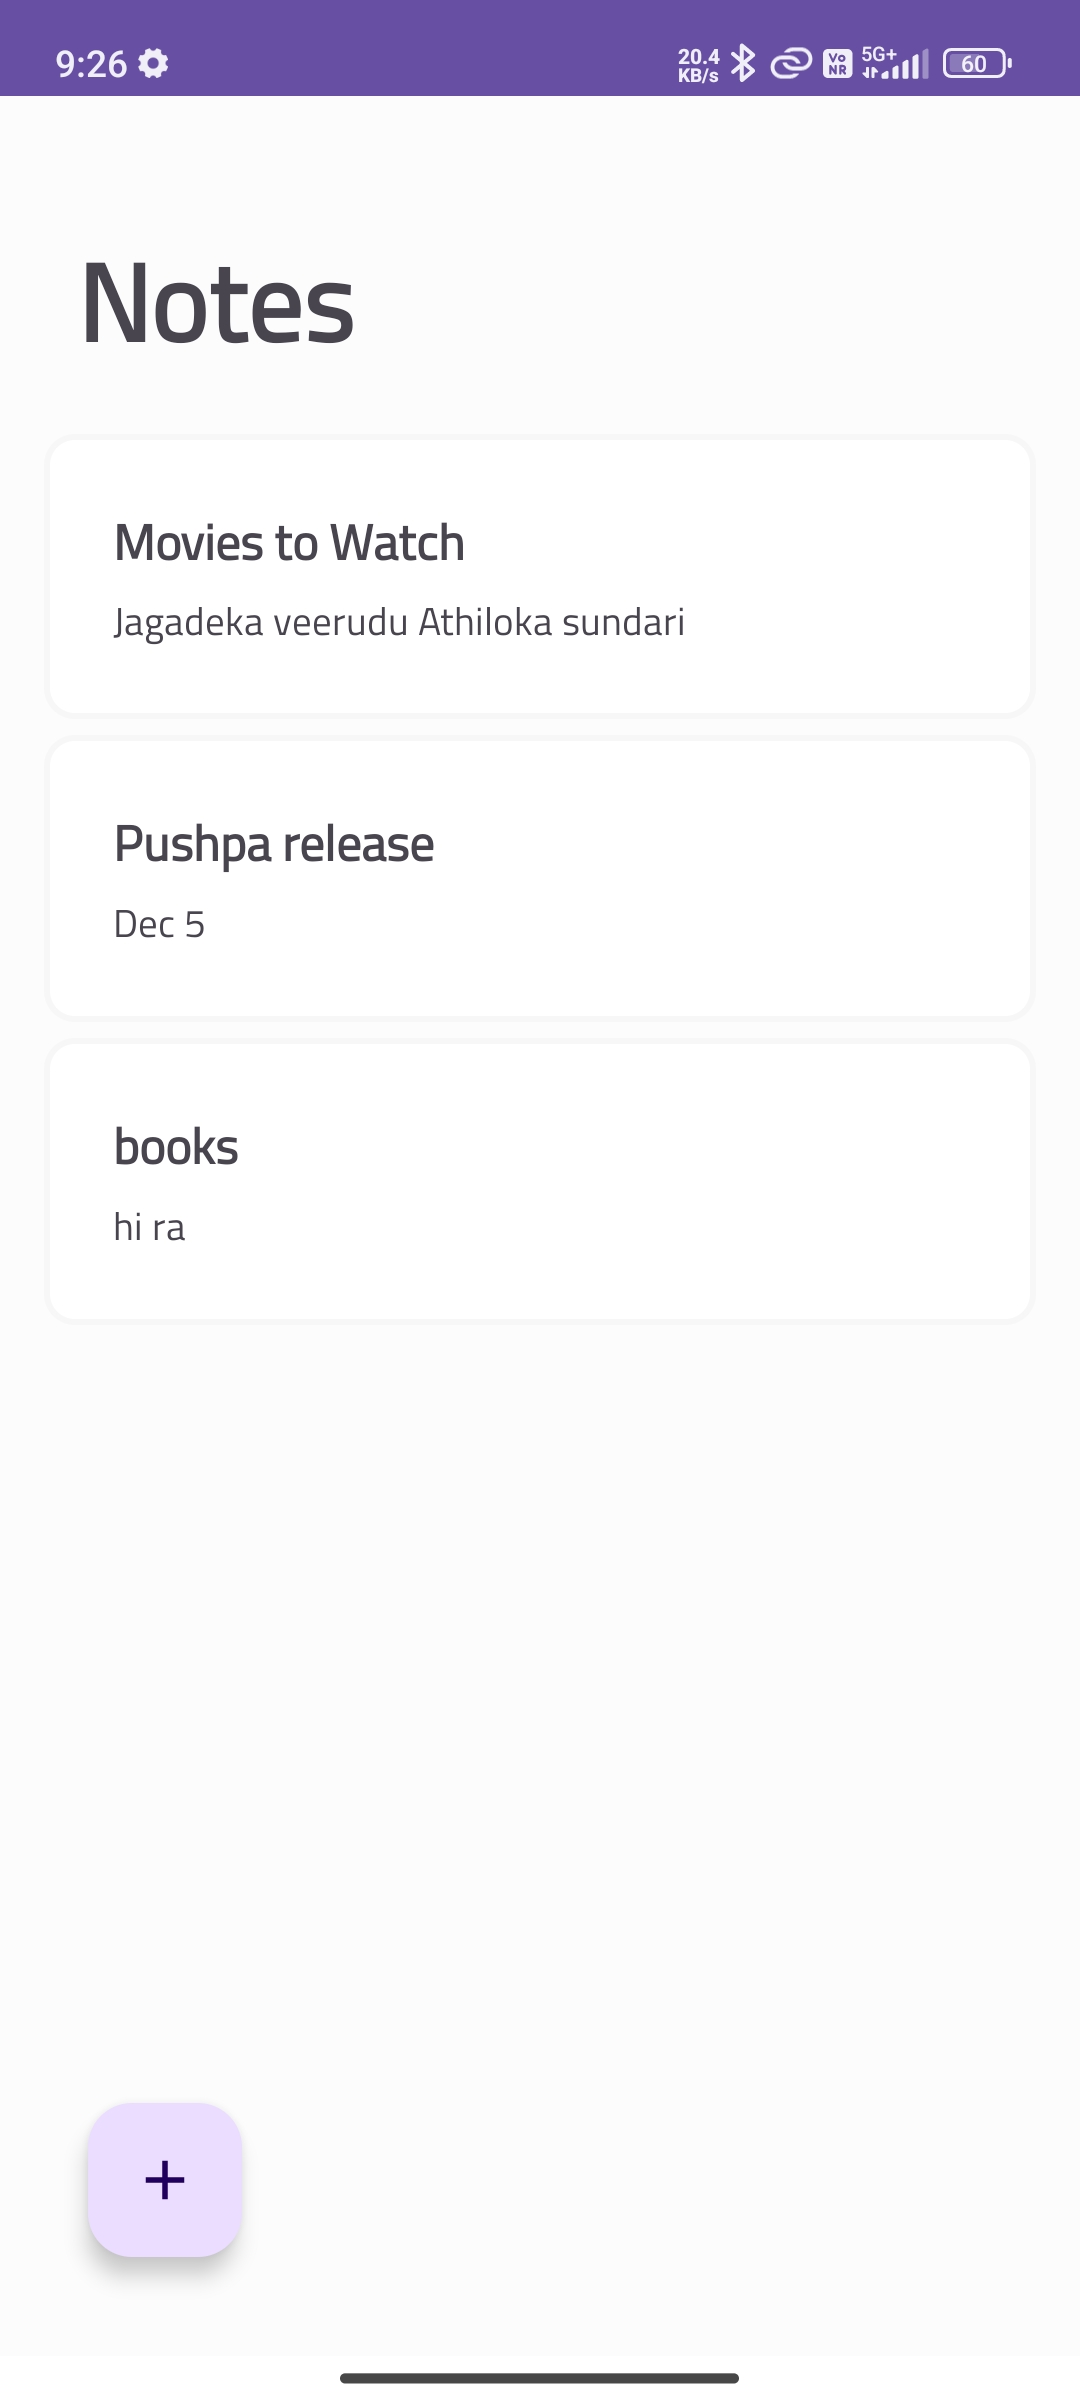 9:26
20.4
KB/s
Vo
NR
5G+
60
Notes
Movies to Watch
Jagadeka veerudu Athiloka sundari
Pushpa release
Dec 5
books
hi ra